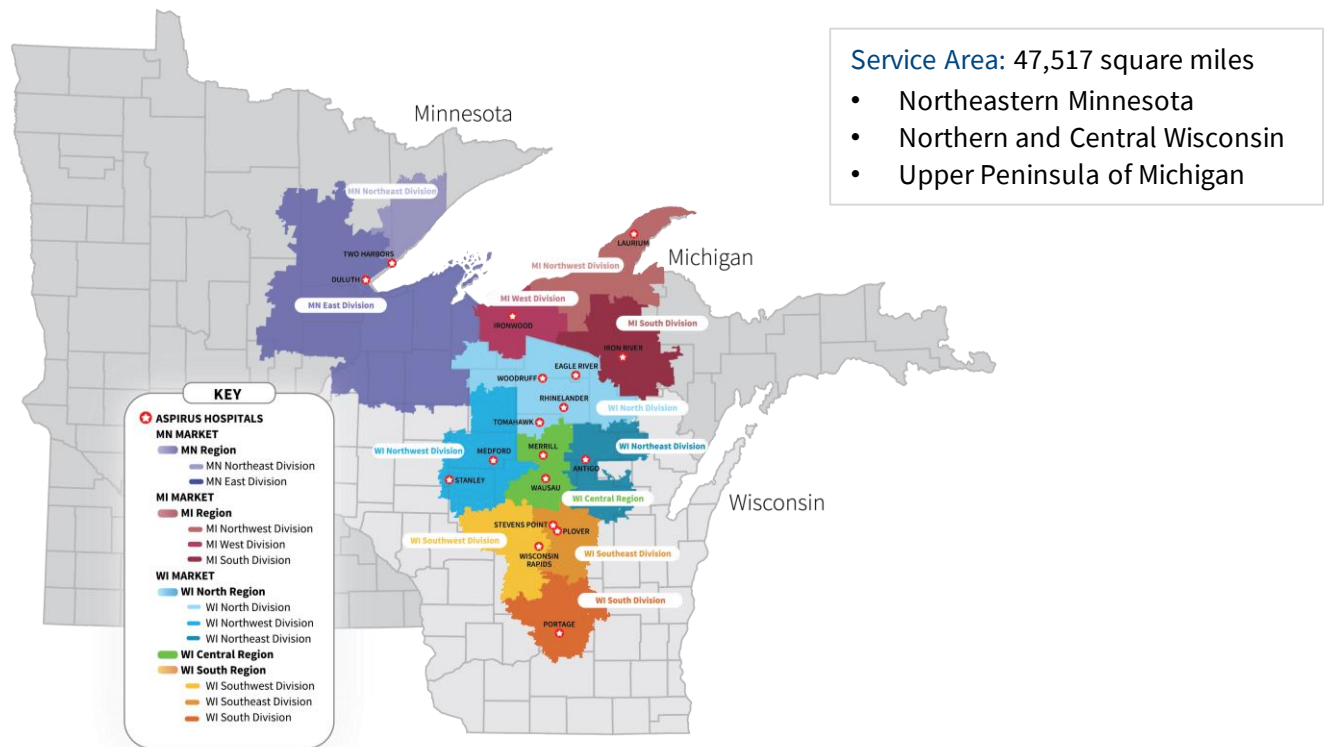 Minnesota
MN Northeast Division
TWO HARBORS
DULUTH
MN East Division
LAURIUM
Michigan
MI Northwest Division
MI West Division
IRONWOOD
MI South Division
IRON RIVER
EAGLE RIVER
WOODRUFF
RHINELANDER
WI North Division
TOMAHAWK
WI Northwest Division
MERRILL
WI Northeast Division
MEDFORD
ANTIGO
STANLEY
WAUSAU
WI Central Region
Wisconsin
STEVENS POINT
PLOVER
WI Southwest Division
WISCONSIN
RAPIDS
WI Southeast Division
WI South Division
PORTAGE
KEY
ASPIRUS HOSPITALS
MN MARKET
MN Region
MN Northeast Division
MN East Division
MI MARKET
MI Region
MI Northwest Division
MI West Division
MI South Division
WI MARKET
WI North Region
WI North Division
WI Northwest Division
WI Northeast Division
WI Central Region
WI South Region
WI Southwest Division
WI Southeast Division
WI South Division
Service Area: 47,517 square miles
• Northeastern Minnesota
• Northern and Central Wisconsin
• Upper Peninsula of Michigan